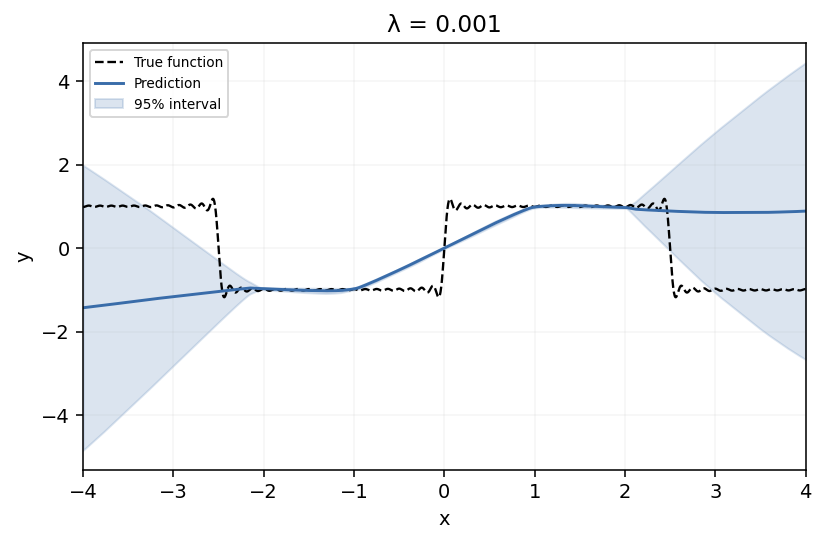 λ = 0.001
True function
Prediction
95% interval
y
4
2
0
−2
−4
−4 −3 −2 −1 0 1 2 3 4
x